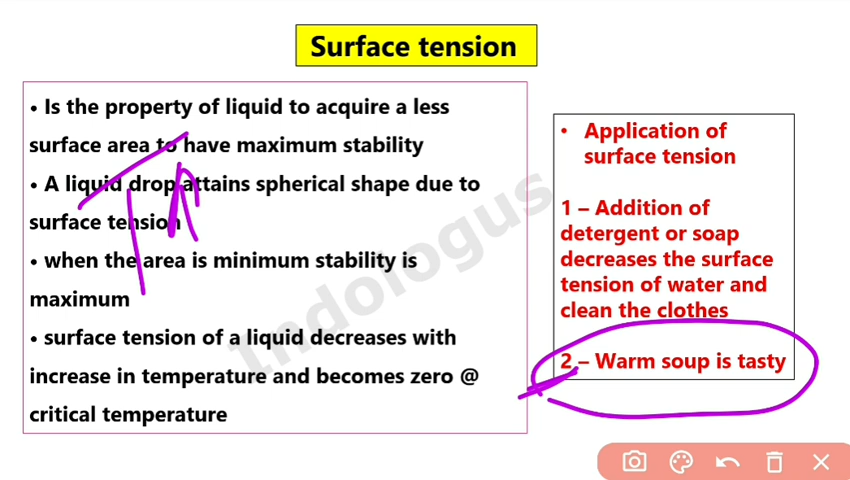 Surface tension
• Is the property of liquid to acquire a less
surface area to have maximum stability
• A liquid drop attains spherical shape due to
surface tension
• when the area is minimum stability is
maximum
• surface tension of a liquid decreases with
increase in temperature and becomes zero @
critical temperature
• Application of
surface tension
1 – Addition of
detergent or soap
decreases the surface
tension of water and
clean the clothes
2 – Warm soup is tasty
Indologus
T↑